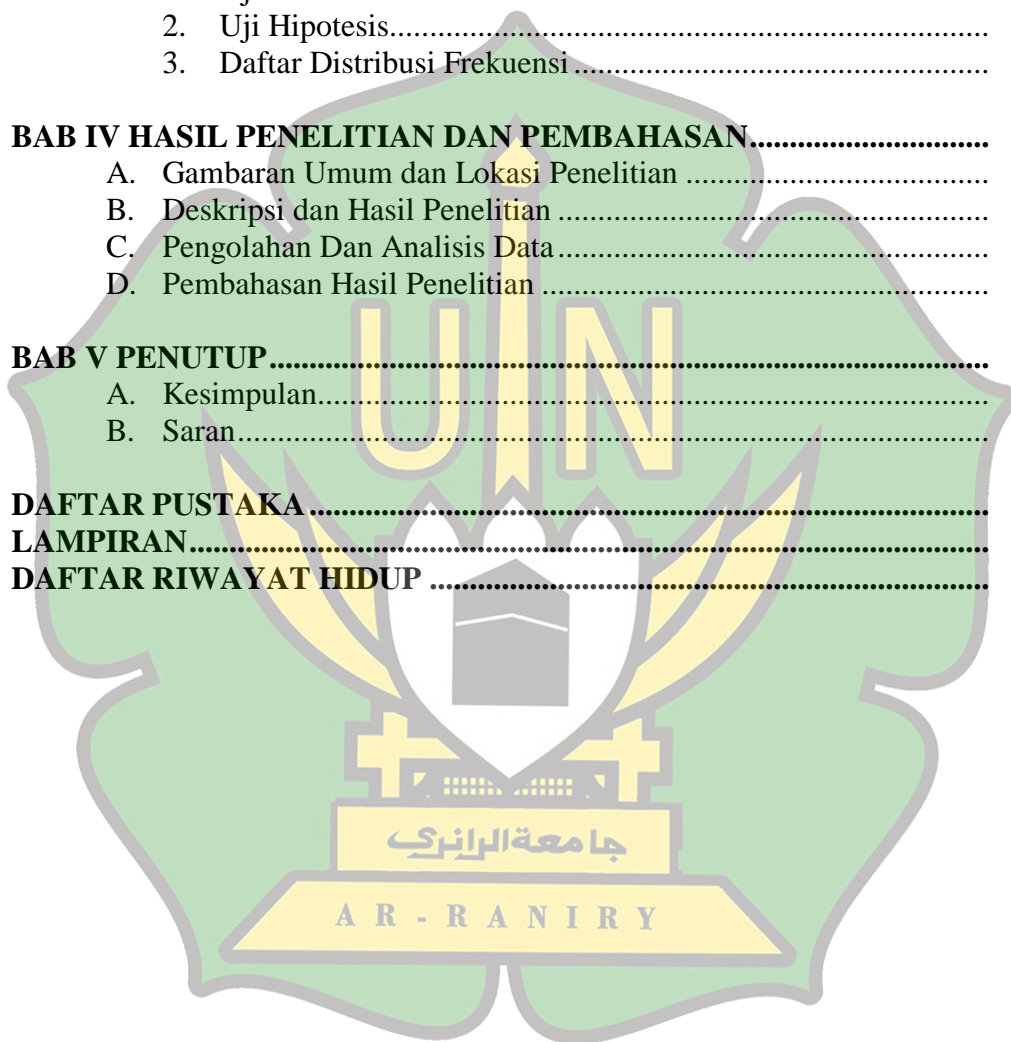 2. Uji Hipotesis.......................................................................
3. Daftar Distribusi Frekuensi.................................................
BAB IV HASIL PENELITIAN DAN PEMBAHASAN.............................
A. Gambaran Umum dan Lokasi Penelitian ....................................
B. Deskripsi dan Hasil Penelitian ...................................................
C. Pengolahan Dan Analisis Data...................................................
D. Pembahasan Hasil Penelitian .....................................................
BAB V PENUTUP.....................................................................................
A. Kesimpulan...............................................................................
B. Saran.........................................................................................
DAFTAR PUSTAKA ................................................................................
LAMPIRAN...............................................................................................
DAFTAR RIWAYAT HIDUP ..................................................................
UIN
جامعةالرانري
AR-RANIRY